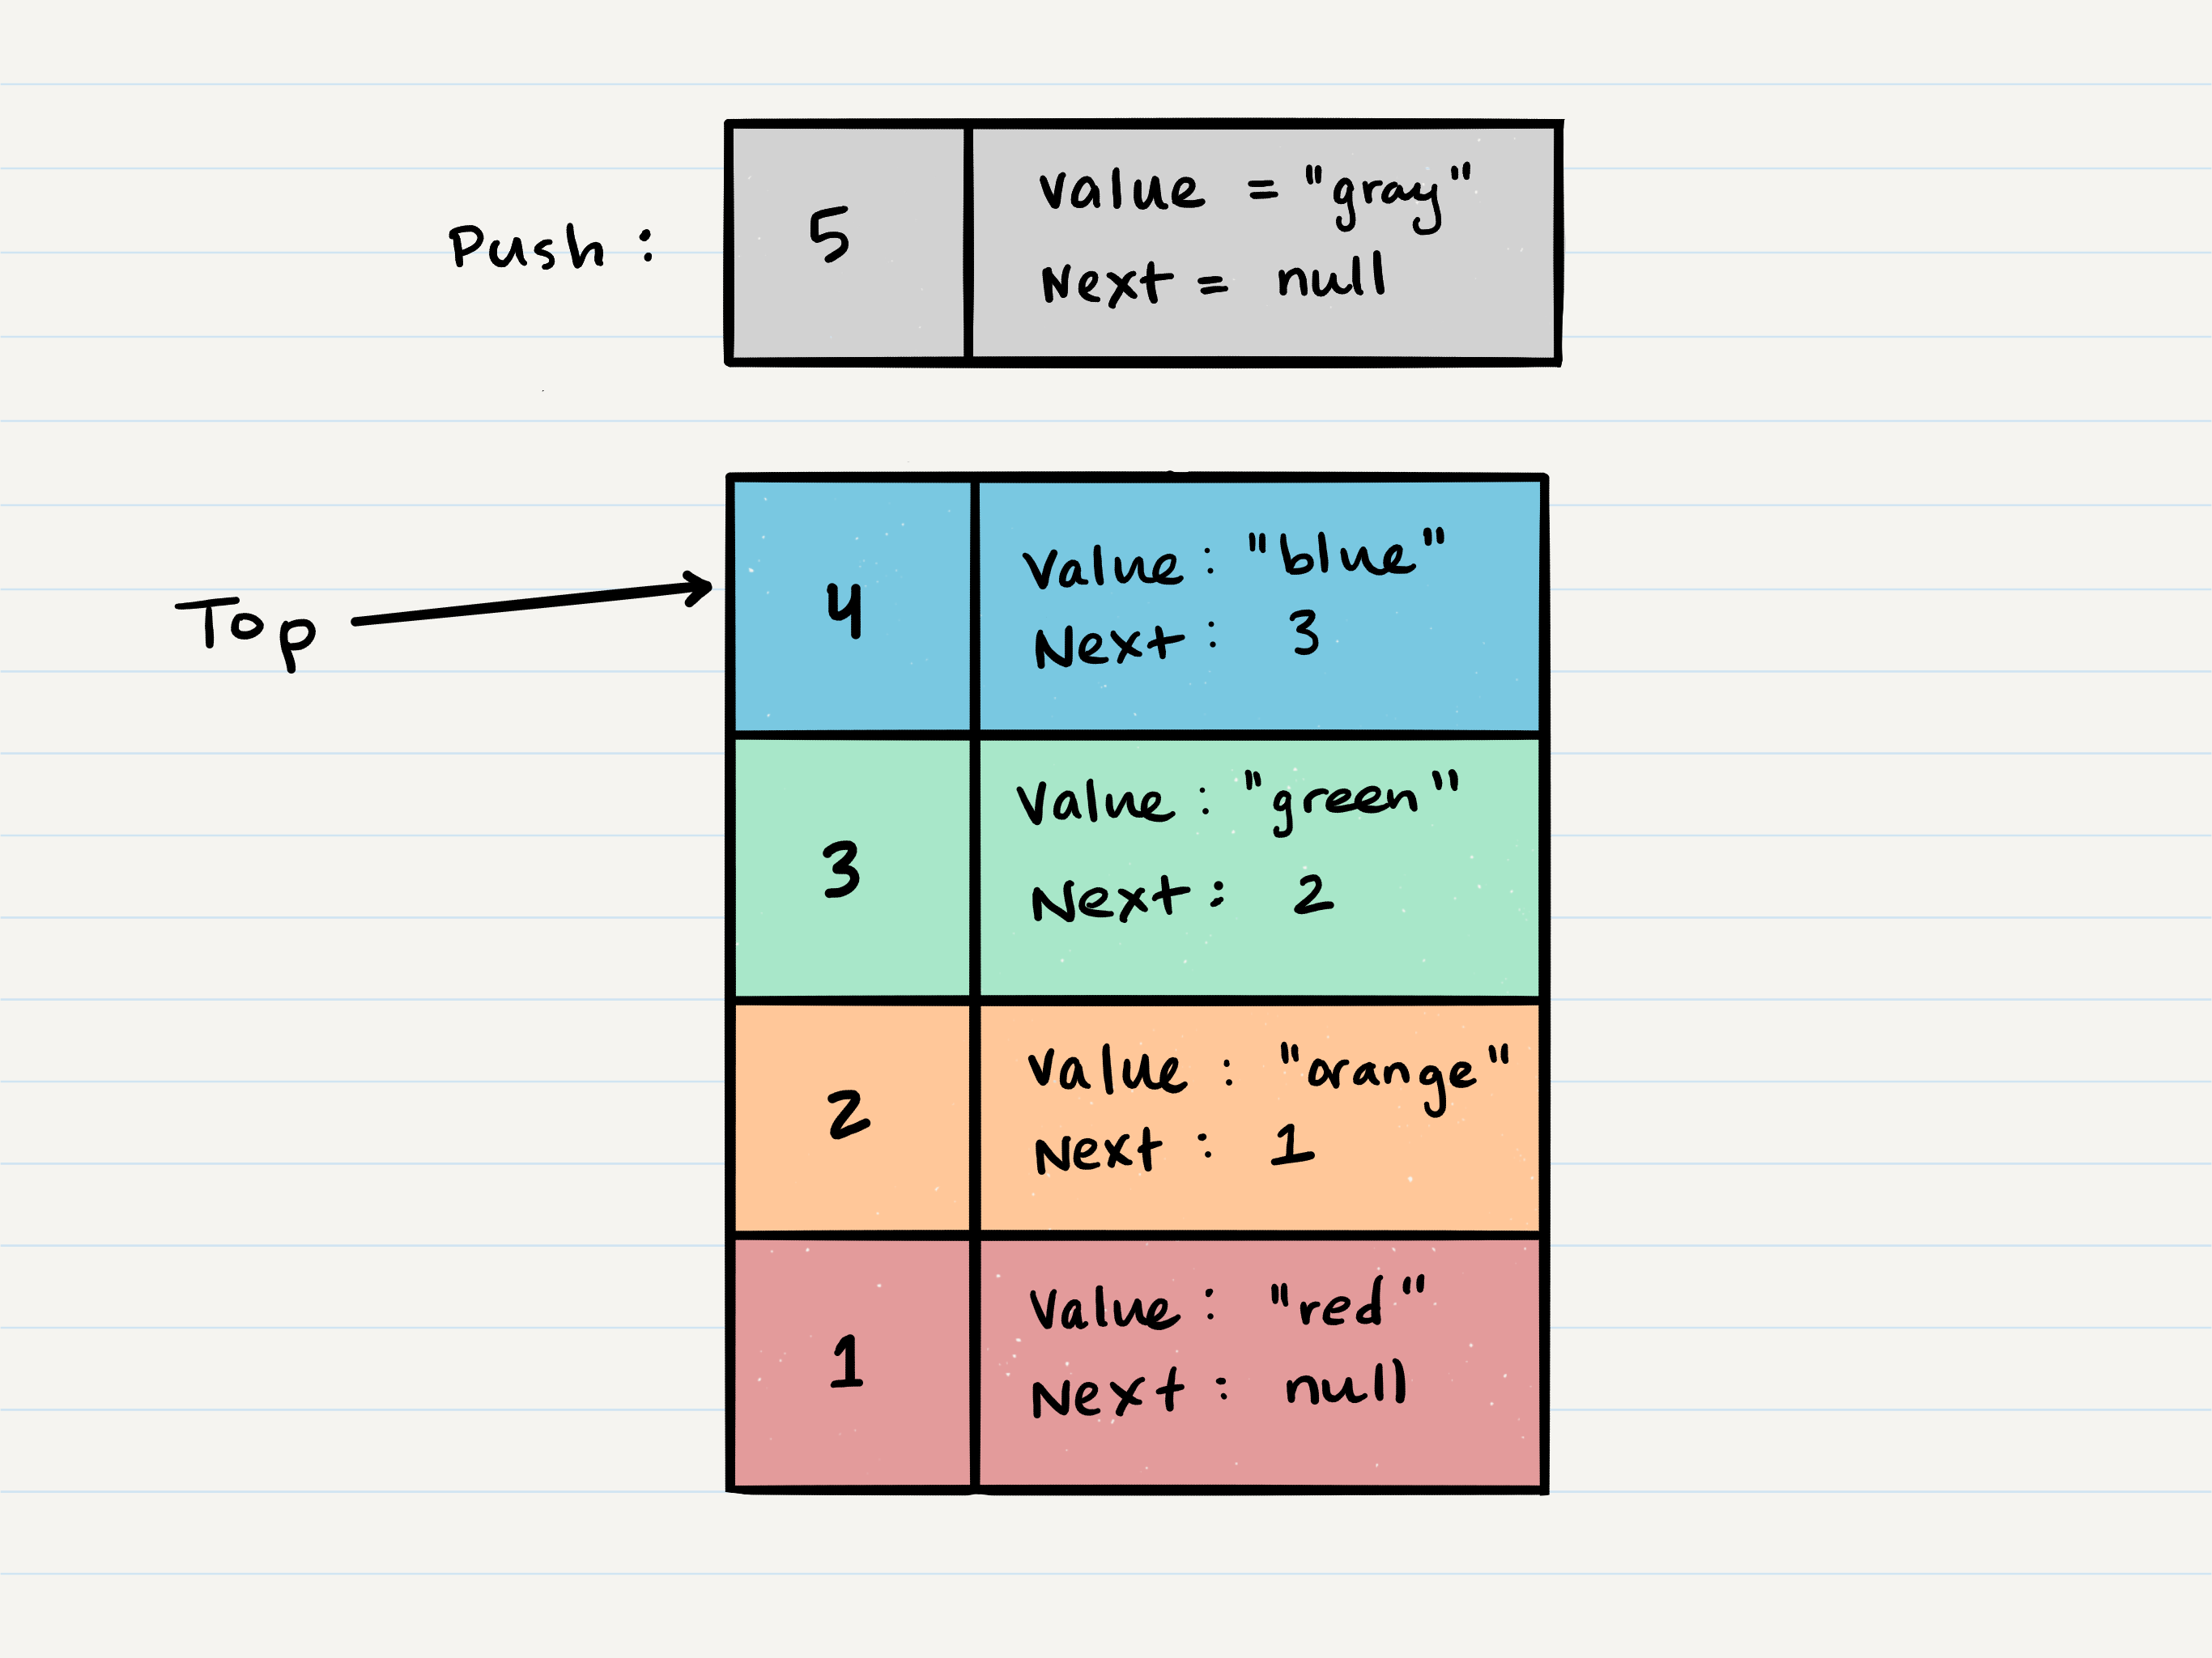 Push :
5
Value = "gray"
Next = null
Top
4
Value : "blue"
Next : 3
3
Value : "green"
Next : 2
2
Value : "orange"
Next : 1
1
Value : "red"
Next : null